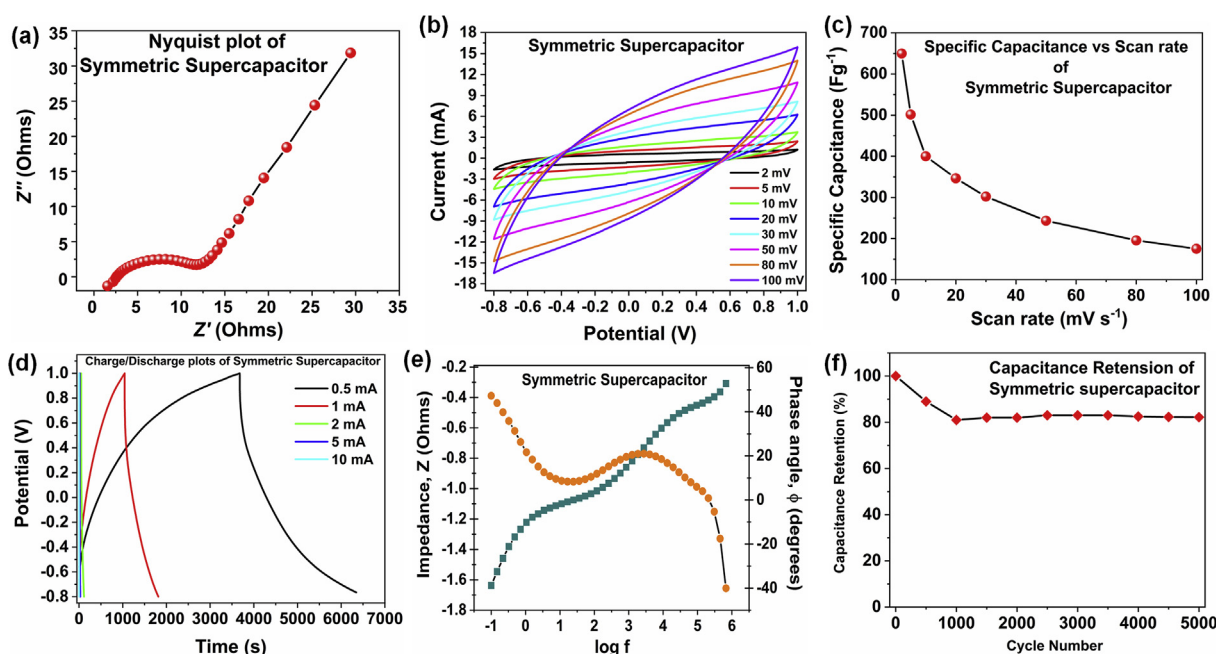 (a)
Nyquist plot of
Symmetric Supercapacitor
Z'' (Ohms)
35
30
25
20
15
10
5
0
0 5 10 15 20 25 30 35
Z' (Ohms)
(b)
Symmetric Supercapacitor
Current (mA)
18
15
12
9
6
3
0
-3
-6
-9
-12
-15
-18
2 mV
5 mV
10 mV
20 mV
30 mV
50 mV
80 mV
100 mV
-0.8 -0.6 -0.4 -0.2 0.0 0.2 0.4 0.6 0.8 1.0
Potential (V)
(c)
Specific Capacitance vs Scan rate
of
Symmetric Supercapacitor
Specific Capcitance (Fg-1)
700
600
500
400
300
200
100
0 20 40 60 80 100
Scan rate (mV s-1)
(d)
Charge/Discharge plots of Symmetric Supercapacitor
Potential (V)
1.0
0.8
0.6
0.4
0.2
0.0
-0.2
-0.4
-0.6
-0.8
0.5 mA
1 mA
2 mA
5 mA
10 mA
0 1000 2000 3000 4000 5000 6000 7000
Time (s)
(e)
Symmetric Supercapacitor
Impedance, Z (Ohms)
-0.2
-0.4
-0.6
-0.8
-1.0
-1.2
-1.4
-1.6
-1.8
60
40
20
0
-20
-40
Phase angle, ϕ (degrees)
-1 0 1 2 3 4 5 6
log f
(f)
Capacitance Retension of
Symmetric supercapacitor
Capacitance Retention (%)
100
80
60
40
20
0
0 1000 2000 3000 4000 5000
Cycle Number